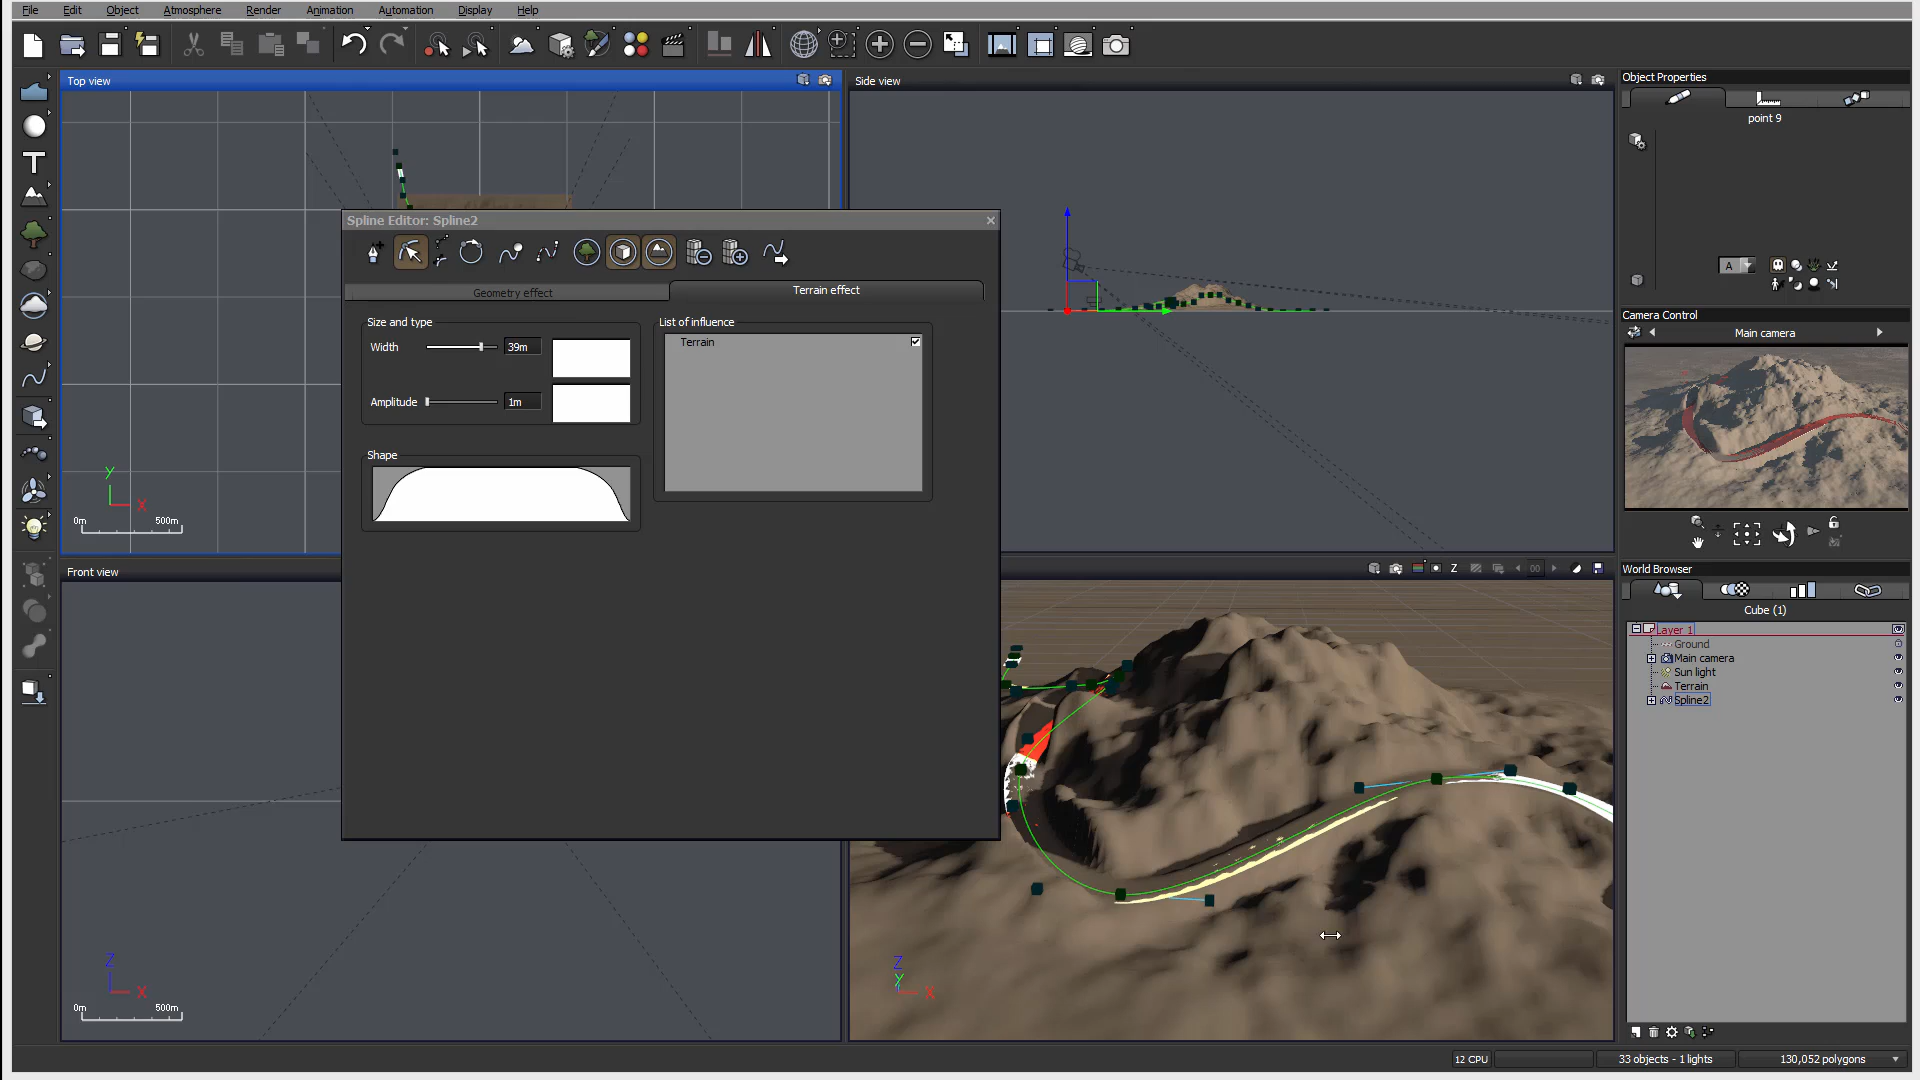 File Edit Object Atmosphere Render Animation Automation Display Help
Top view
Side view
Object Properties
point 9
Spline Editor: Spline2
Geometry effect
Terrain effect
Size and type
List of influence
Width
39m
Terrain
Amplitude
1m
Shape
A
Camera Control
Main camera
Y
X
0m
500m
Front view
Z
00
World Browser
Cube (1)
Layer 1
Ground
Main camera
Sun light
Terrain
Spline2
Z
X
0m
500m
Z
Y
X
12 CPU
33 objects - 1 lights
130,052 polygons